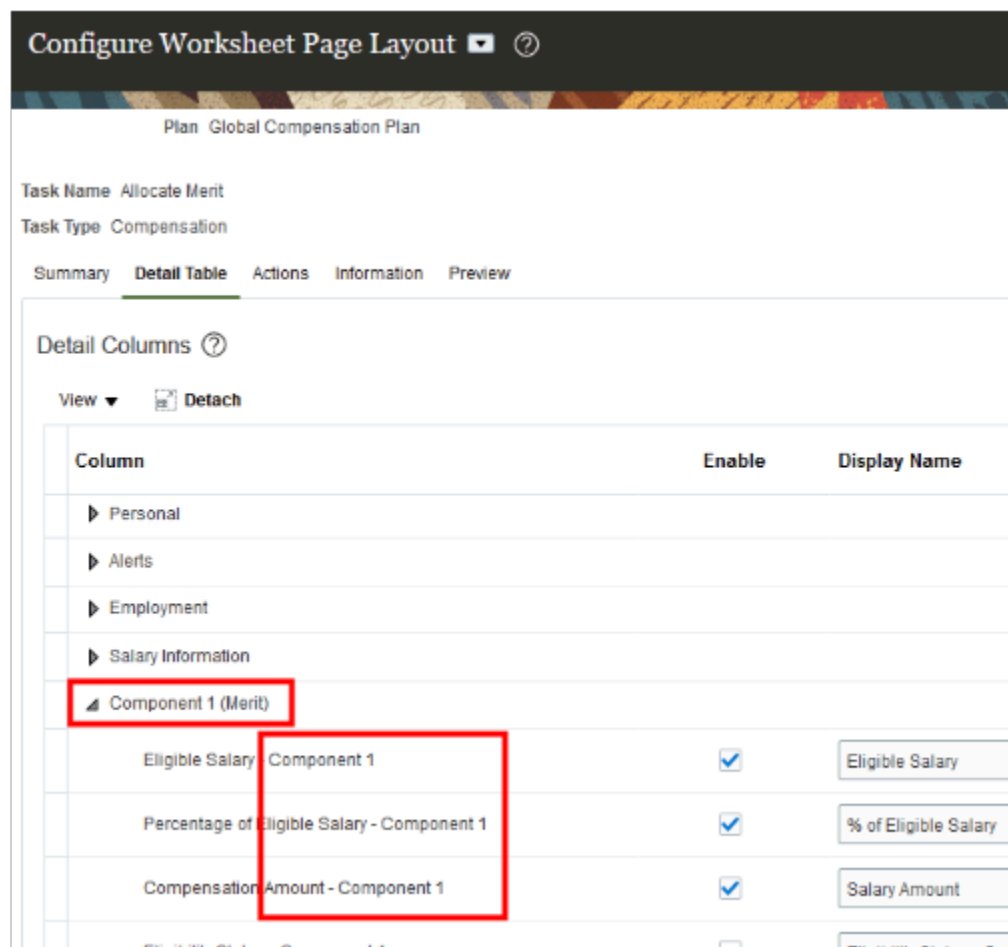 Configure Worksheet Page Layout
Plan Global Compensation Plan
Task Name Allocate Merit
Task Type Compensation
Summary Detail Table Actions Information Preview
Detail Columns
View Detach
Column Enable Display Name
Personal
Alerts
Employment
Salary Information
Component 1 (Merit)
Eligible Salary - Component 1 Eligible Salary
Percentage of Eligible Salary - Component 1 % of Eligible Salary
Compensation Amount - Component 1 Salary Amount